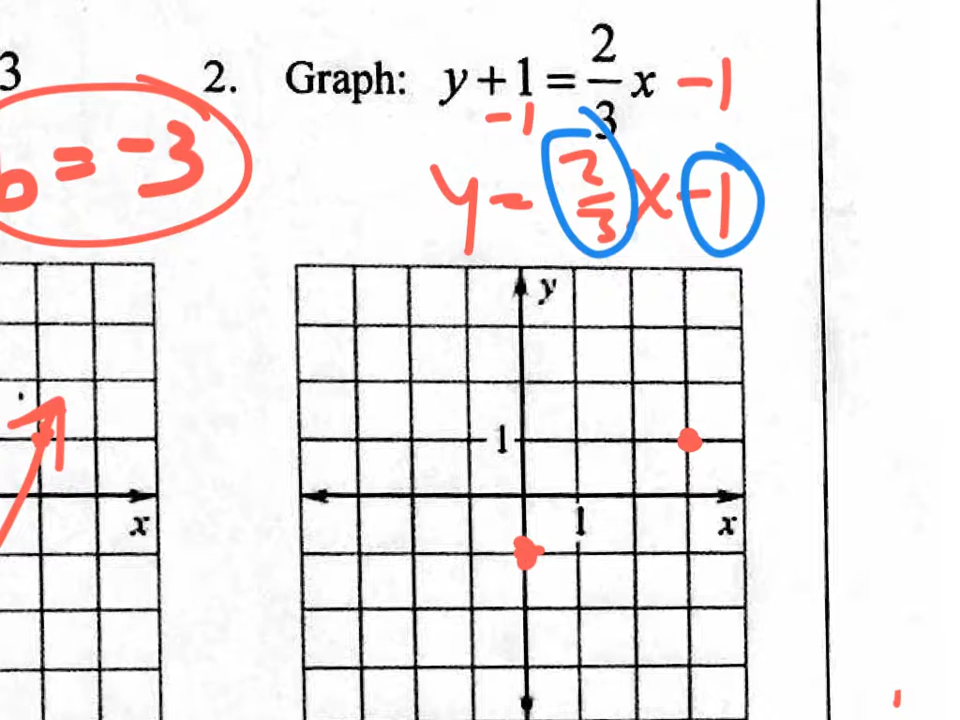 3
2. Graph: y + 1 = 2/3 x - 1
-1
b = -3
y = 2/3 x - 1
y
1
x
1
x